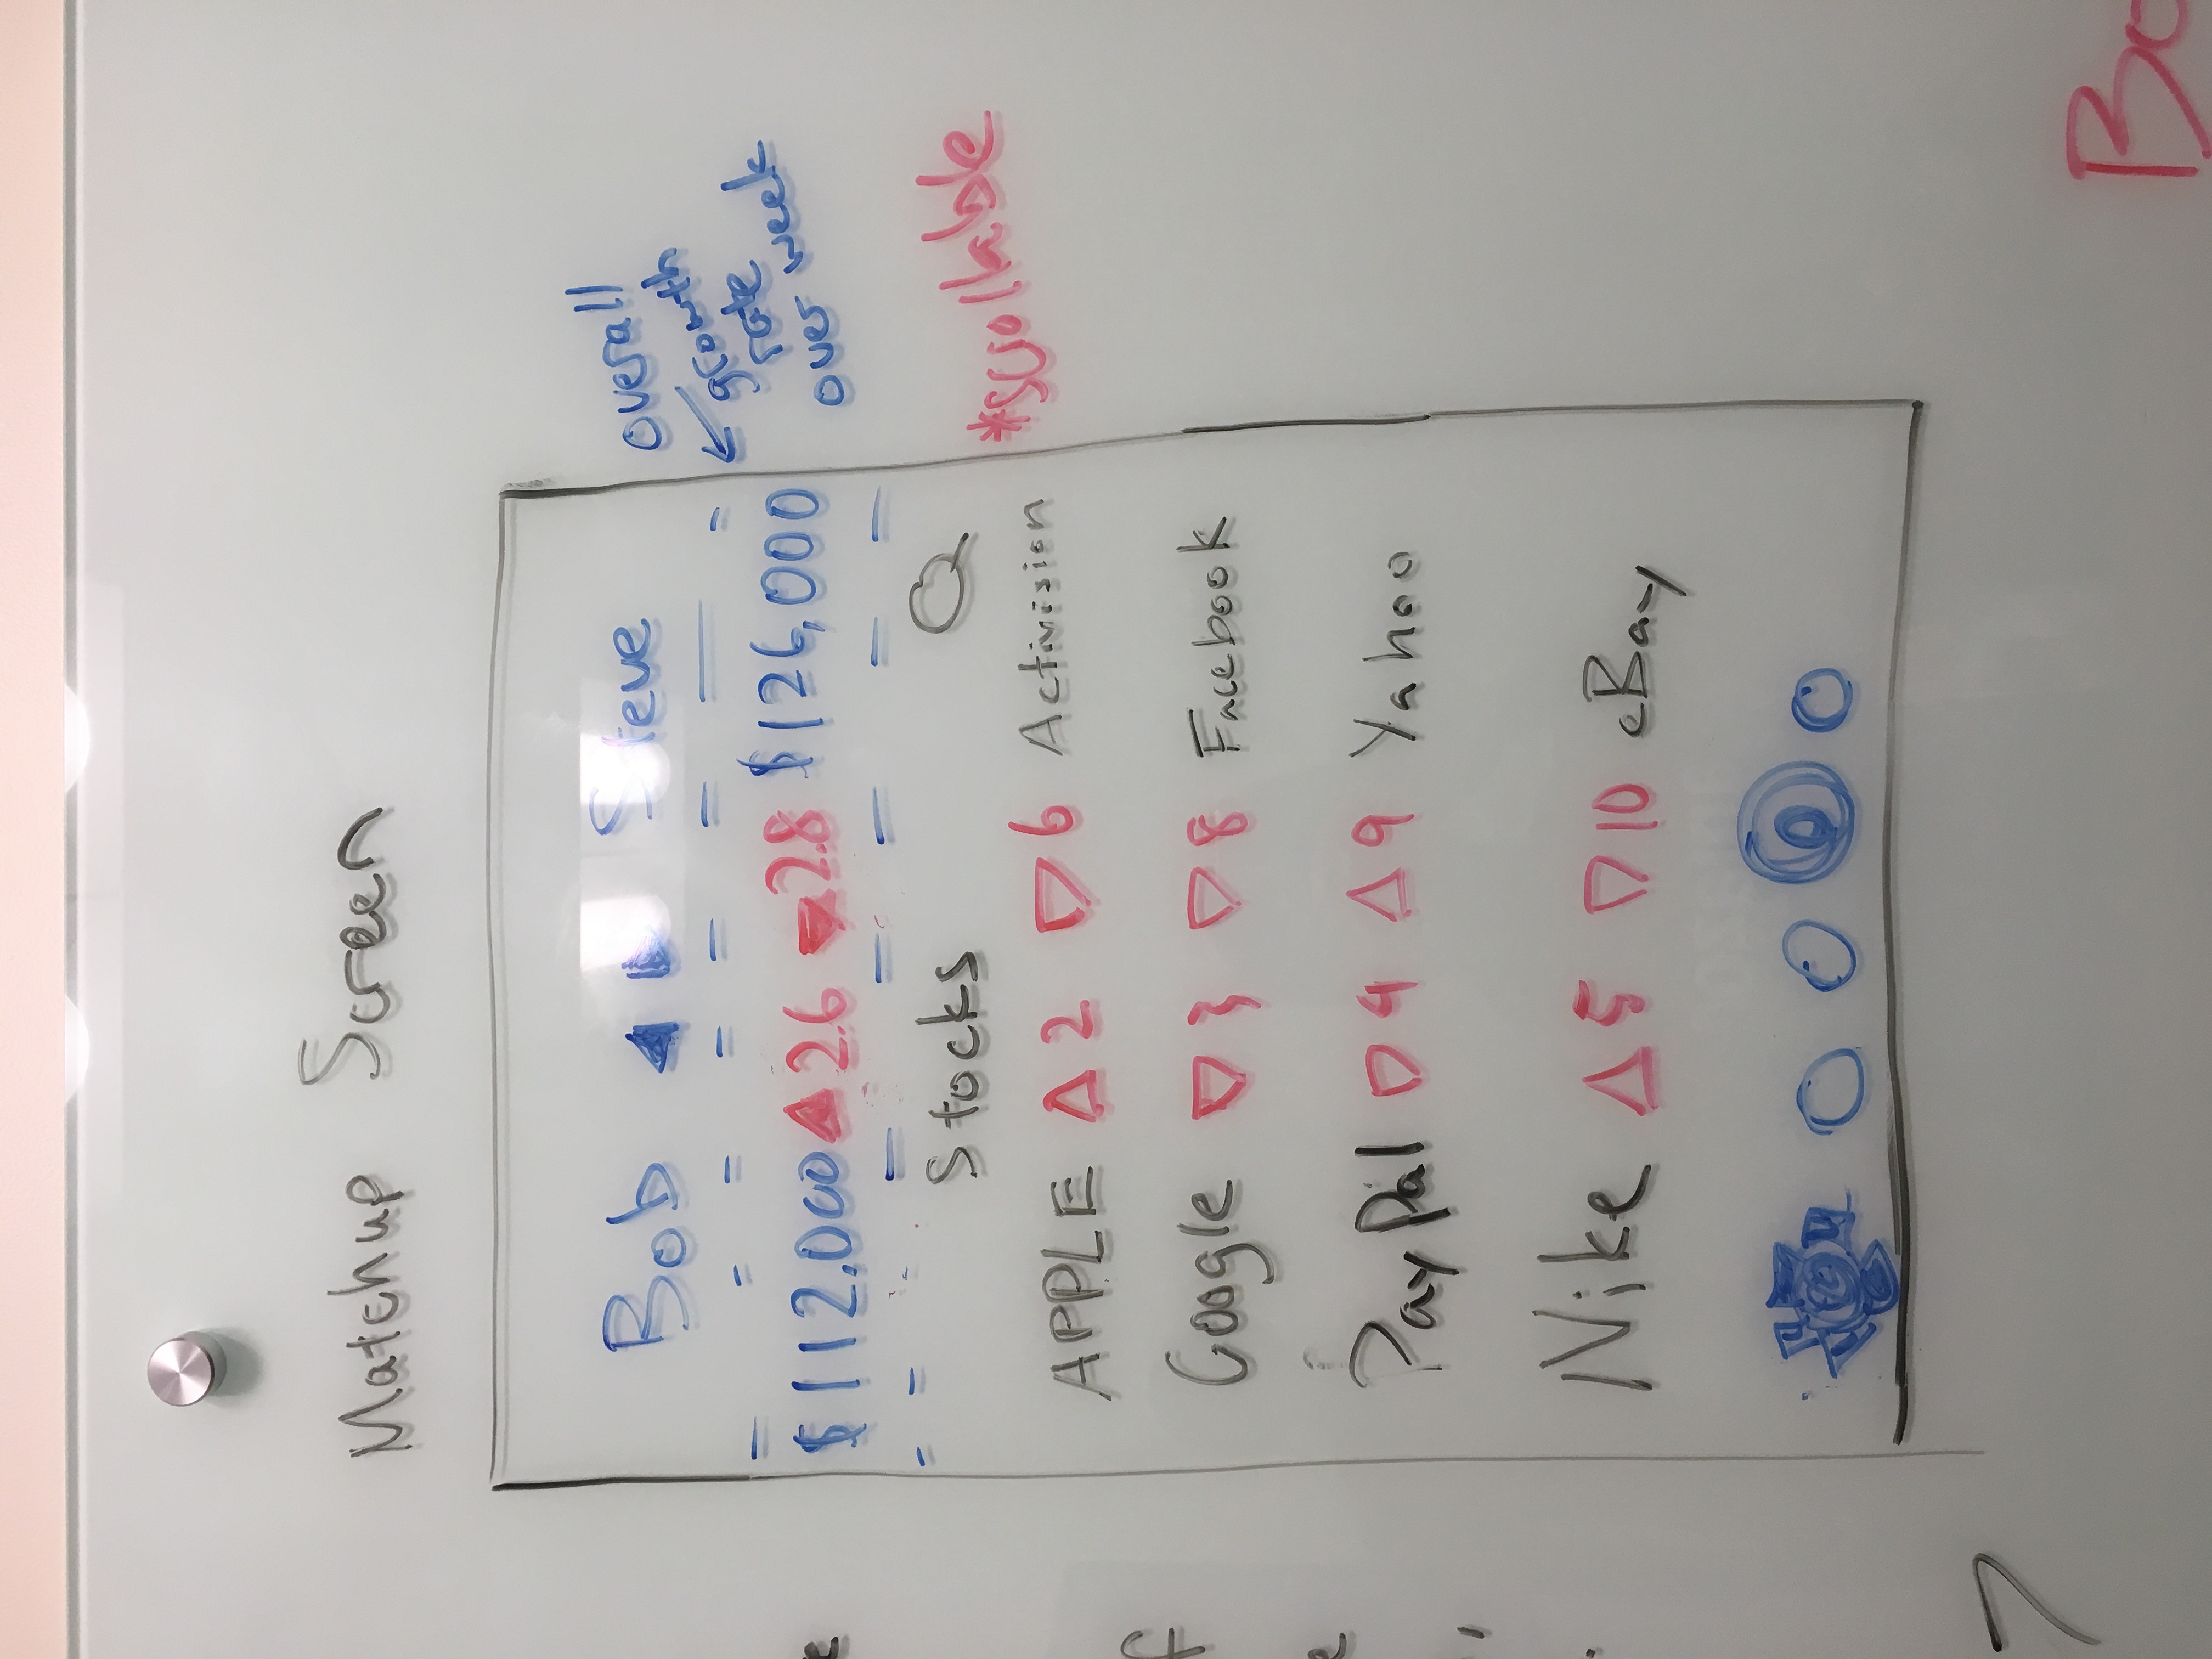 Matchup Screen
Bob ◀ ▶ Steve
$112,000 ▲ 2.6 ▼ 2.8 $126,000
overall
growth
rate
over week
Stocks
*scrollable
APPLE △ 2 ▽ 6 Activision
Google ▽ 3 ▽ 8 Facebook
PayPal ▽ 4 △ 9 Yahoo
Nike △ 5 ▽ 10 eBay